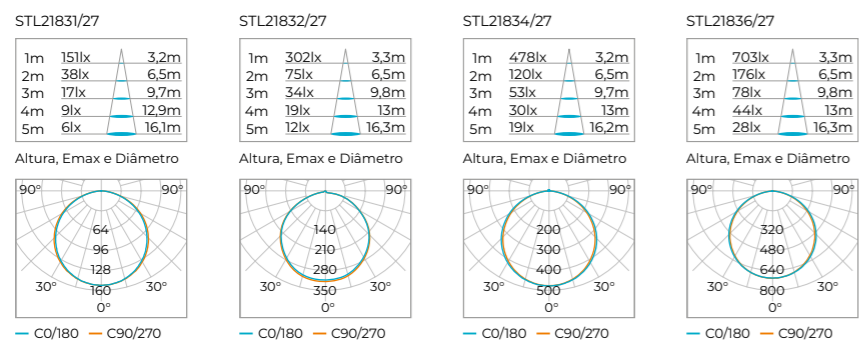 STL21831/27
1m 151lx 3,2m
2m 38lx 6,5m
3m 17lx 9,7m
4m 9lx 12,9m
5m 6lx 16,1m
Altura, Emax e Diâmetro
90° 90°
64
96
128
30° 160 30°
0°
C0/180 C90/270
STL21832/27
1m 302lx 3,3m
2m 75lx 6,5m
3m 34lx 9,8m
4m 19lx 13m
5m 12lx 16,3m
Altura, Emax e Diâmetro
90° 90°
140
210
280
30° 350 30°
0°
C0/180 C90/270
STL21834/27
1m 478lx 3,2m
2m 120lx 6,5m
3m 53lx 9,7m
4m 30lx 13m
5m 19lx 16,2m
Altura, Emax e Diâmetro
90° 90°
200
300
400
30° 500 30°
0°
C0/180 C90/270
STL21836/27
1m 703lx 3,3m
2m 176lx 6,5m
3m 78lx 9,8m
4m 44lx 13m
5m 28lx 16,3m
Altura, Emax e Diâmetro
90° 90°
320
480
640
30° 800 30°
0°
C0/180 C90/270